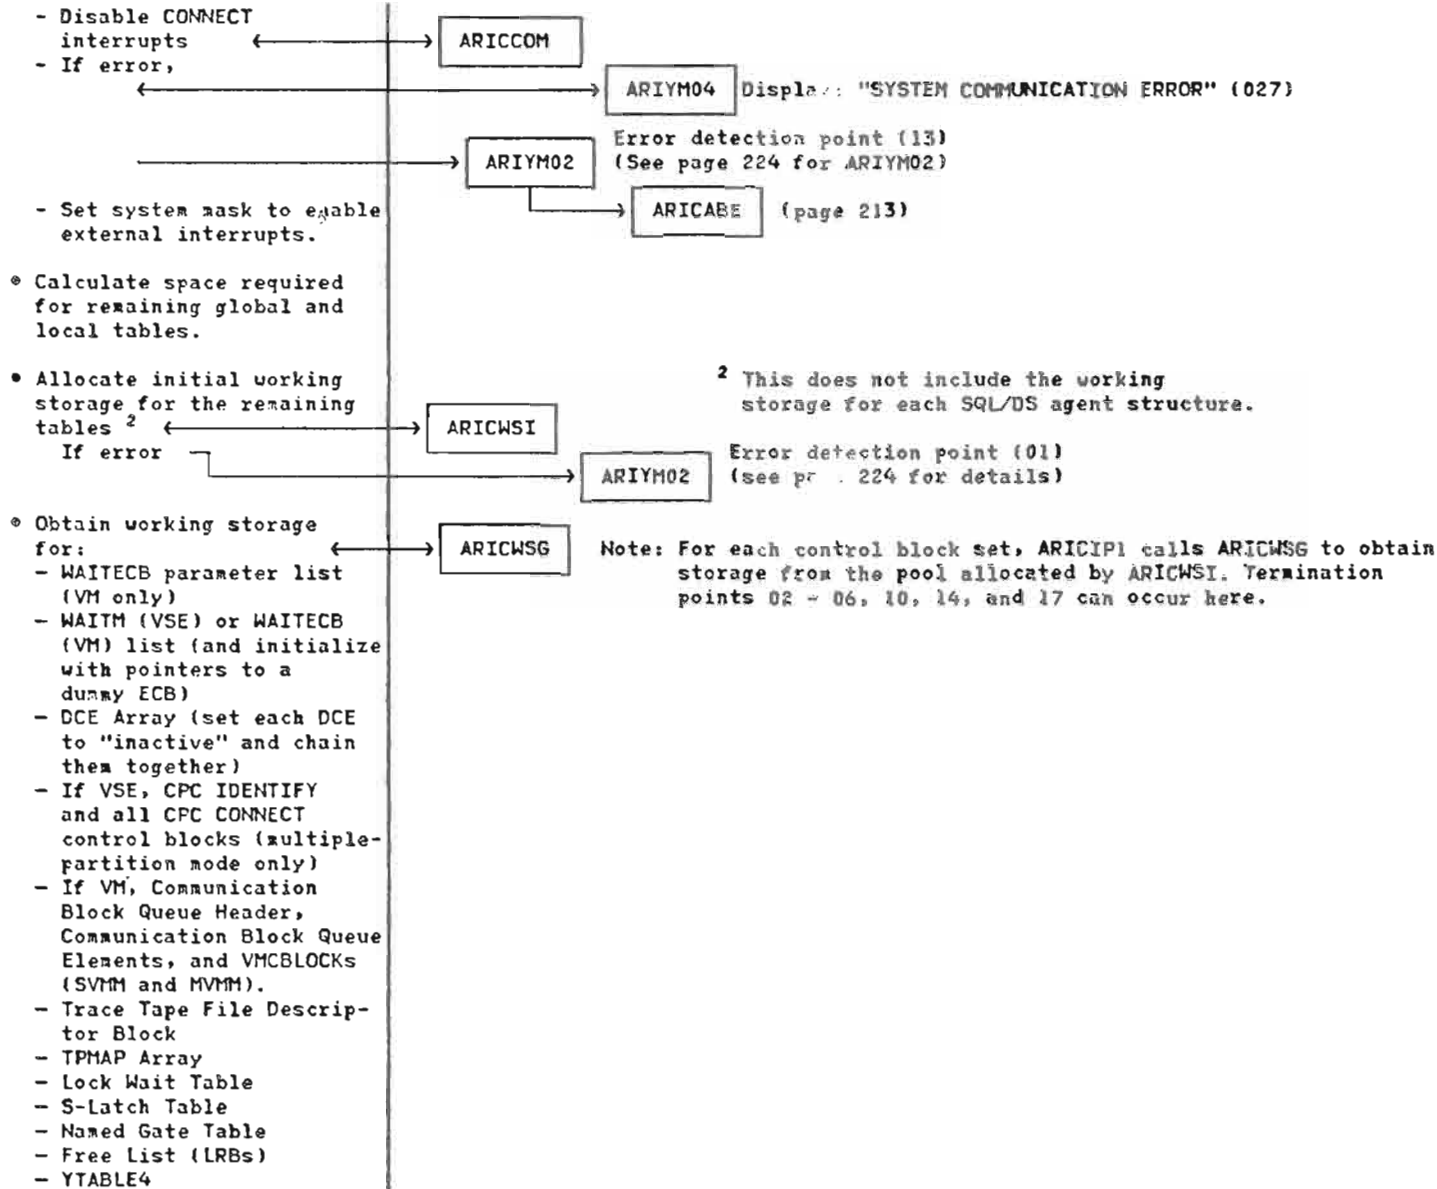 - Disable CONNECT
interrupts
ARICCOM
- If error,
ARIYM04 Display: "SYSTEM COMMUNICATION ERROR" (027)
Error detection point (13)
ARIYM02 (See page 224 for ARIYM02)
- Set system mask to enable
external interrupts.
ARICABE (page 213)
• Calculate space required
for remaining global and
local tables.
• Allocate initial working
storage for the remaining
tables 2
ARICWSI
2 This does not include the working
storage for each SQL/DS agent structure.
If error
ARIYM02
Error detection point (01)
(see 224 for details)
• Obtain working storage
for:
ARICWSG
Note: For each control block set, ARICIP1 calls ARICWSG to obtain
storage from the pool allocated by ARICWSI. Termination
points 02 - 06, 10, 14, and 17 can occur here.
- WAITECB parameter list
(VM only)
- WAITM (VSE) or WAITECB
(VM) list (and initialize
with pointers to a
dummy ECB)
- DCE Array (set each DCE
to "inactive" and chain
them together)
- If VSE, CPC IDENTIFY
and all CPC CONNECT
control blocks (multiple-
partition mode only)
- If VM, Communication
Block Queue Header,
Communication Block Queue
Elements, and VMCBLOCKs
(SVMM and MVMM).
- Trace Tape File Descrip-
tor Block
- TPMAP Array
- Lock Wait Table
- S-Latch Table
- Named Gate Table
- Free List (LRBs)
- YTABLE4